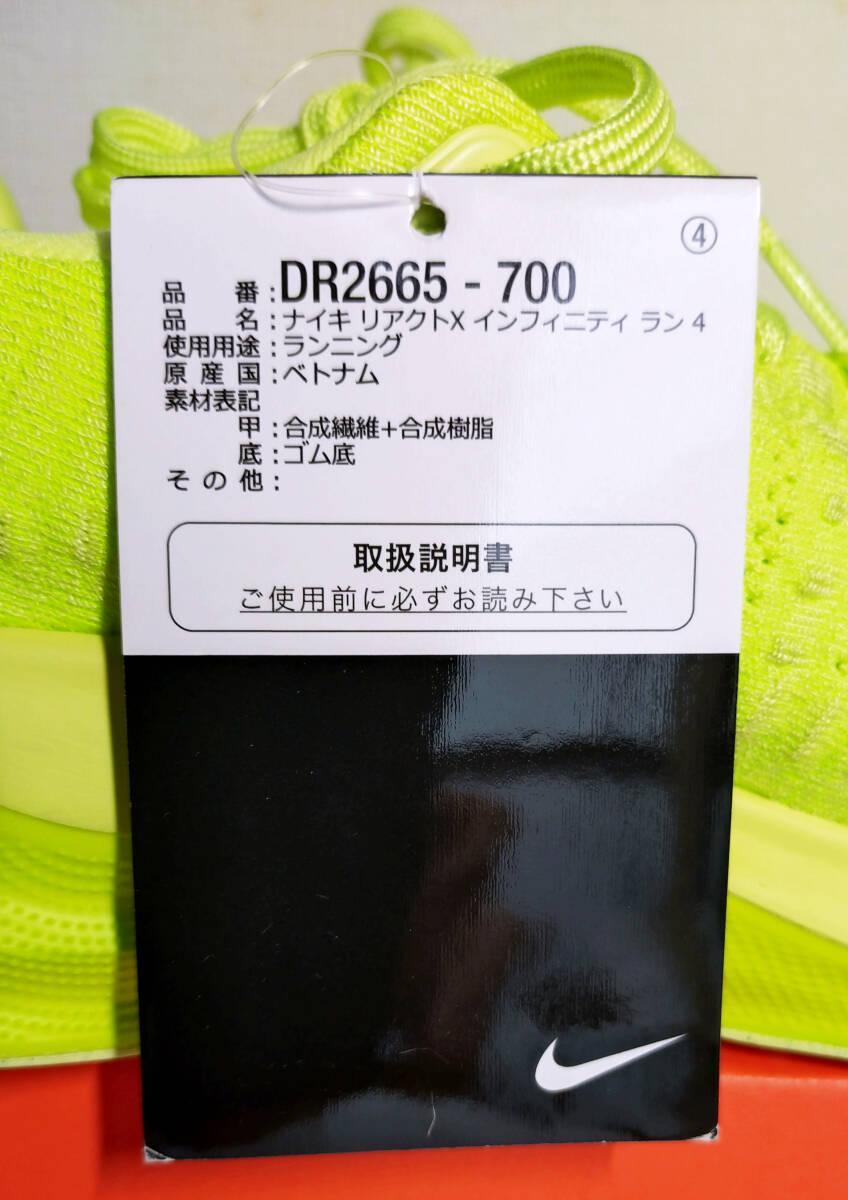 ④
品 番 : DR2665 - 700
品 名 : ナイキ リアクトX インフィニティ ラン 4
使用用途 : ランニング
原 産 国 : ベトナム
素材表記
甲 : 合成繊維+合成樹脂
底 : ゴム底
そ の 他 :
取扱説明書
ご使用前に必ずお読み下さい